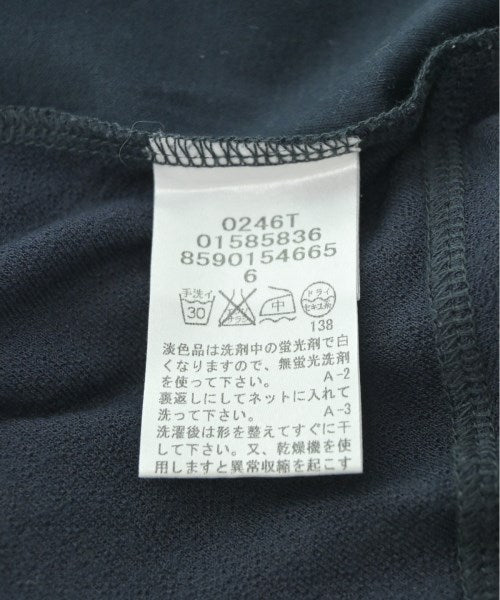 0246T
01585836
8590154665
6
手洗イ
30
中
ドライ
セキユ系
138
淡色品は洗剤中の蛍光剤で白
くなりますので、無蛍光洗剤
を使って下さい。 A-2
裏返しにしてネットに入れて
洗って下さい。 A-3
洗濯後は形を整えてすぐに干
して下さい。又、乾燥機を使
用しますと異常収縮を起こす